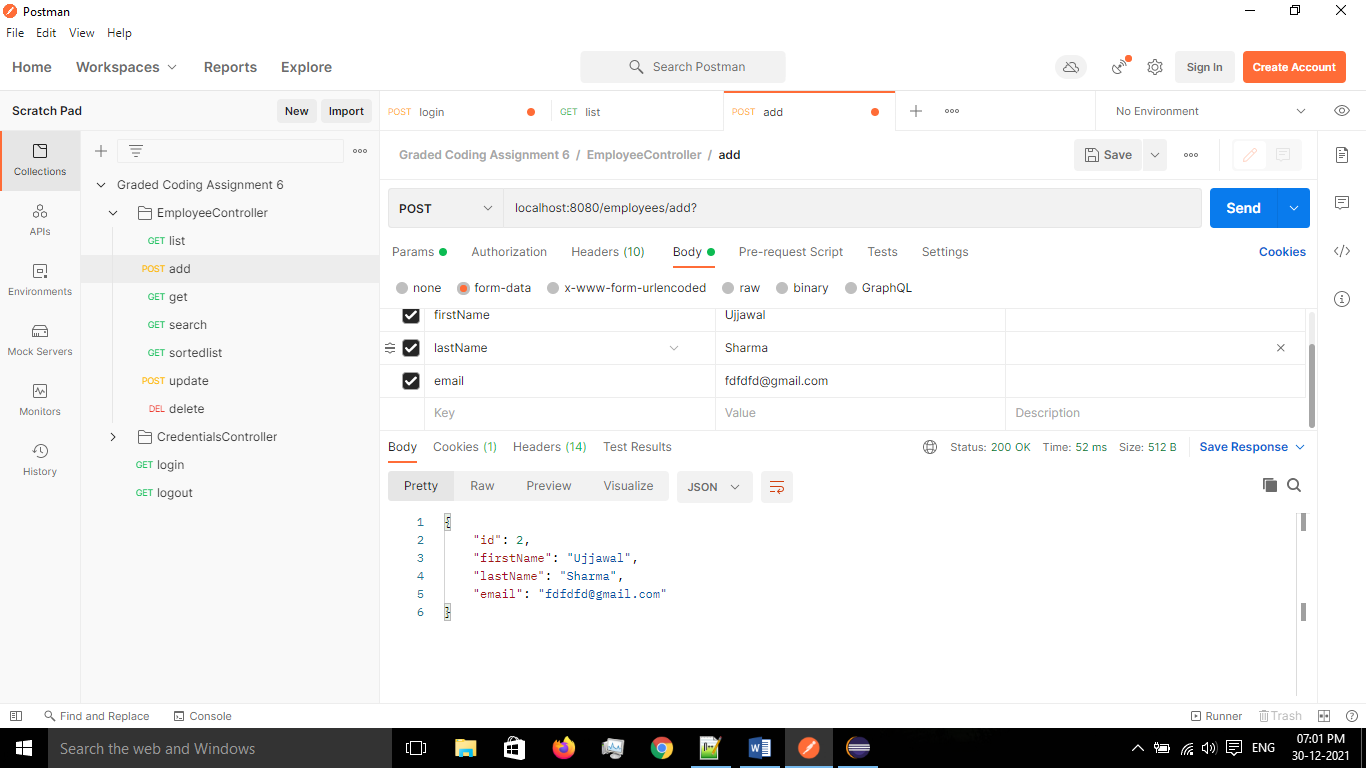 Postman
File Edit View Help
Home Workspaces Reports Explore Search Postman Sign In Create Account
Scratch Pad New Import
POST login GET list POST add No Environment
Collections
APIs
Environments
Mock Servers
Monitors
History
Graded Coding Assignment 6
EmployeeController
GET list
POST add
GET get
GET search
GET sortedlist
POST update
DEL delete
CredentialsController
GET login
GET logout
Graded Coding Assignment 6 / EmployeeController / add Save
POST localhost:8080/employees/add? Send
Params Authorization Headers (10) Body Pre-request Script Tests Settings Cookies
none form-data x-www-form-urlencoded raw binary GraphQL
firstName Ujjawal
lastName Sharma
email fdfdfd@gmail.com
Key Value Description
Body Cookies (1) Headers (14) Test Results Status: 200 OK Time: 52 ms Size: 512 B Save Response
Pretty Raw Preview Visualize JSON
1 {
2 "id": 2,
3 "firstName": "Ujjawal",
4 "lastName": "Sharma",
5 "email": "fdfdfd@gmail.com"
6 }
Find and Replace Console Runner Trash
Search the web and Windows ENG 07:01 PM
30-12-2021